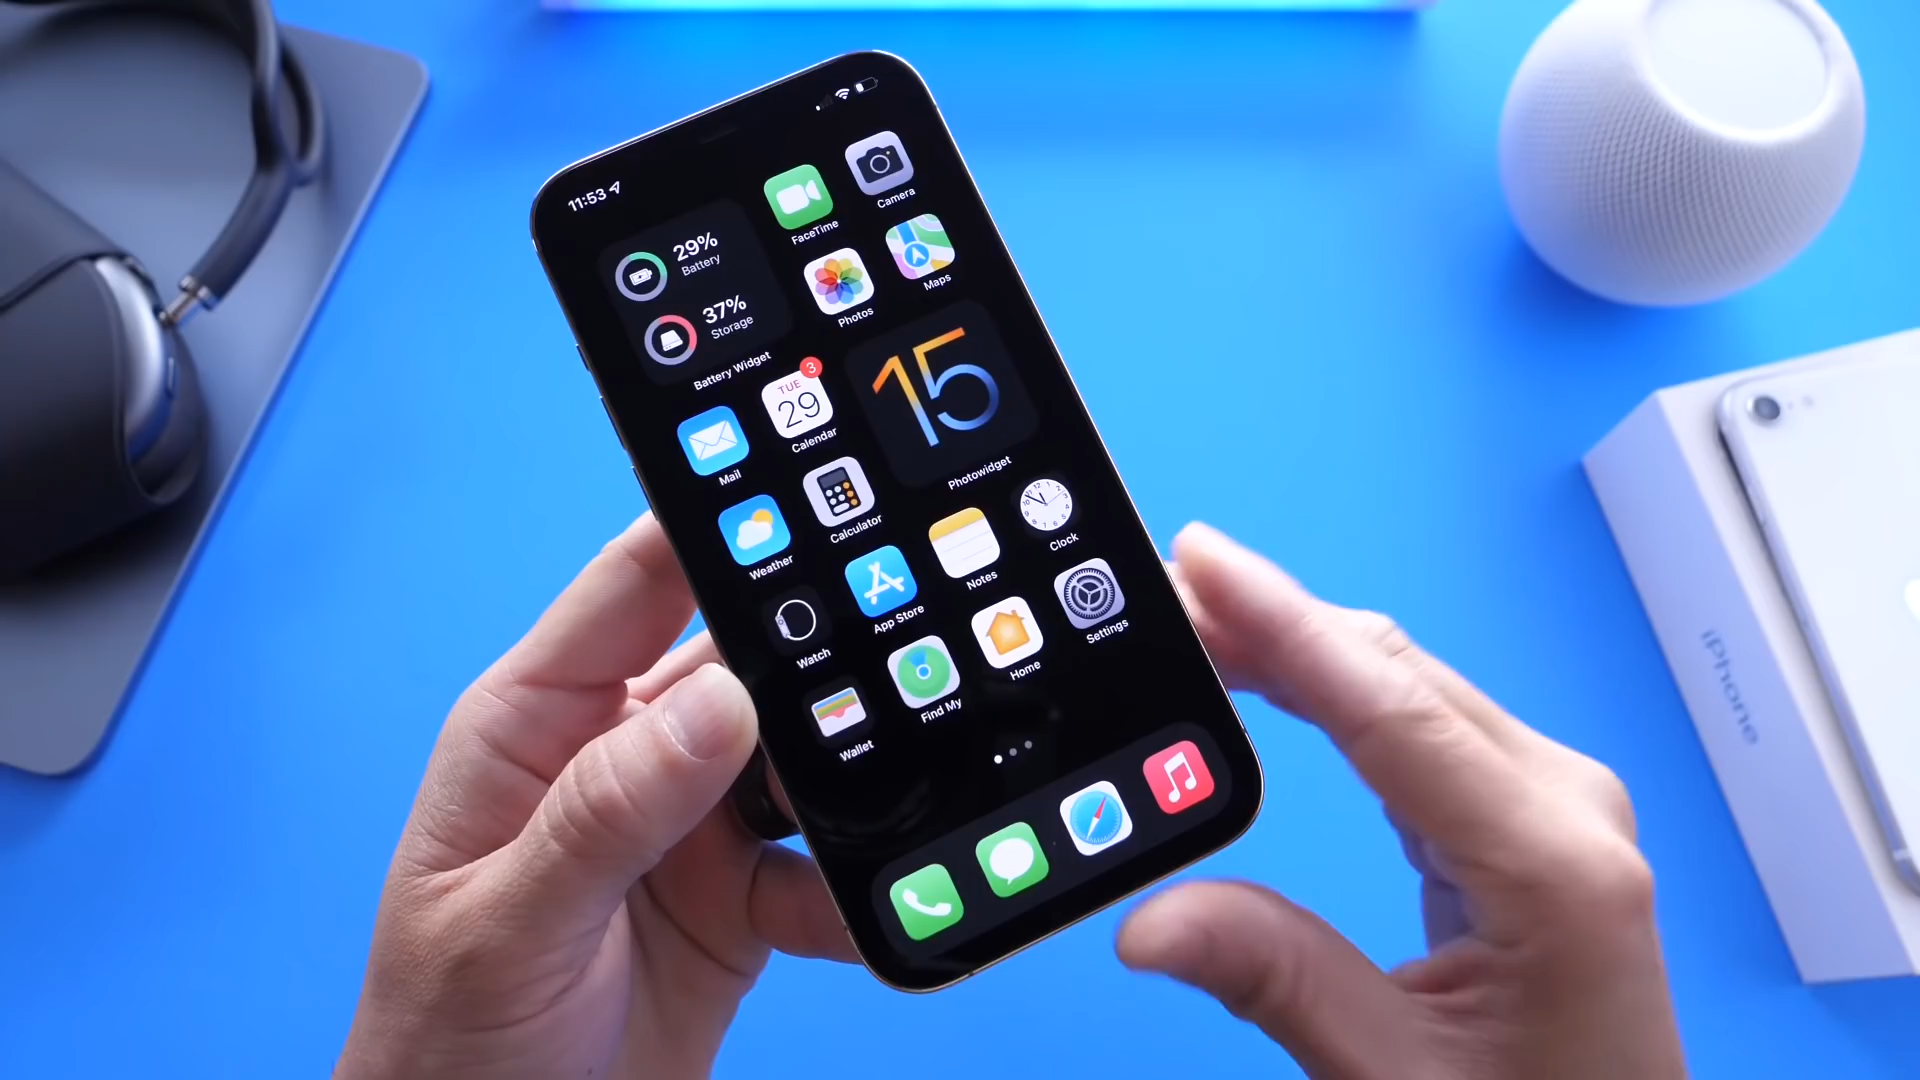 11:53
29%
Battery
37%
Storage
Battery Widget
FaceTime
Camera
Photos
Maps
Mail
TUE
29
3
Calendar
15
Photowidget
Weather
Calculator
Notes
Clock
Watch
App Store
Home
Settings
Wallet
Find My
iPhone